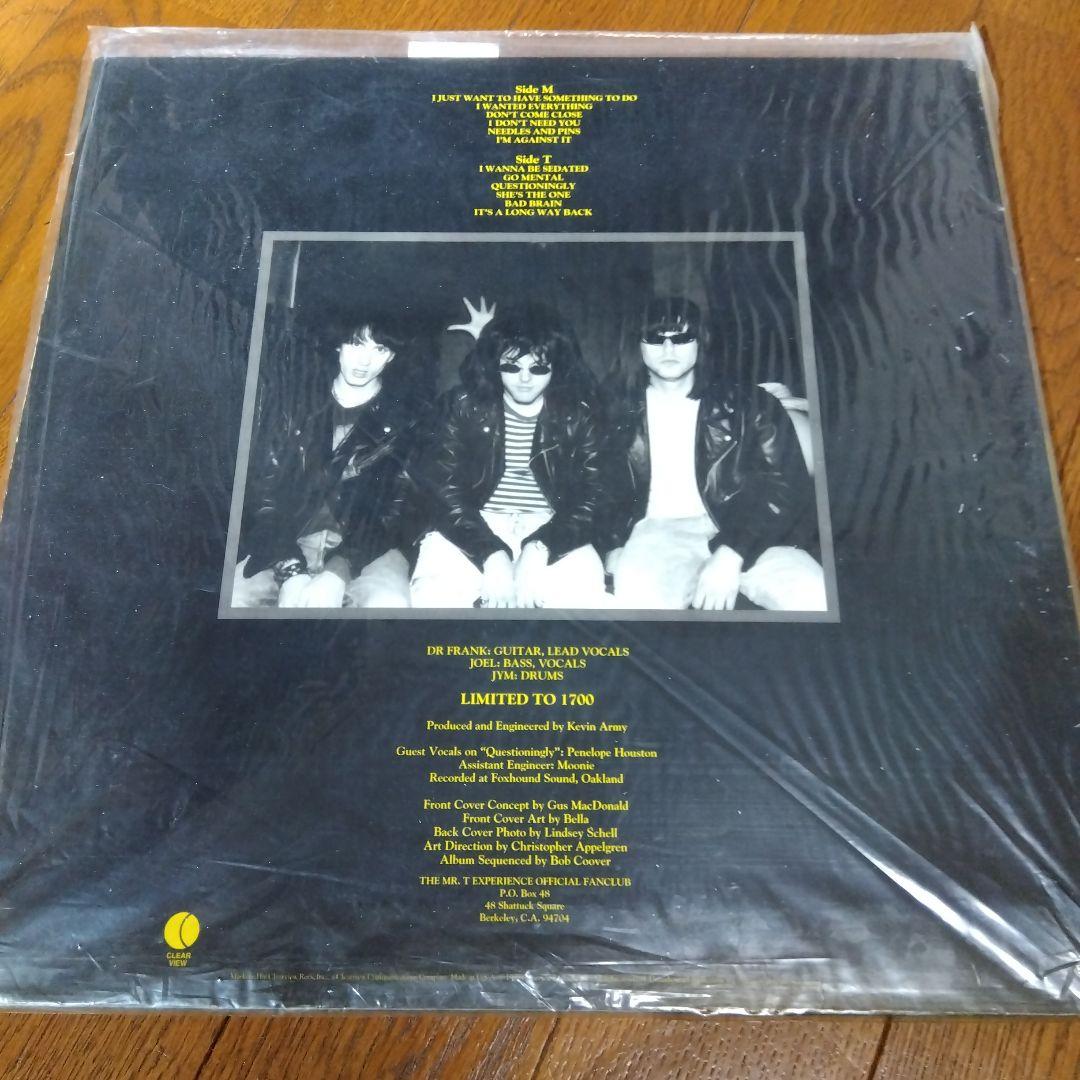 Side M
I JUST WANT TO HAVE SOMETHING TO DO
I WANTED EVERYTHING
DON'T COME CLOSE
I DON'T NEED YOU
NEEDLES AND PINS
I'M AGAINST IT
Side T
I WANNA BE SEDATED
GO MENTAL
QUESTIONINGLY
SHE'S THE ONE
BAD BRAIN
IT'S A LONG WAY BACK
DR FRANK: GUITAR, LEAD VOCALS
JOEL: BASS, VOCALS
JYM: DRUMS
LIMITED TO 1700
Produced and Engineered by Kevin Army
Guest Vocals on “Questioningly”: Penelope Houston
Assistant Engineer: Moonie
Recorded at Foxhound Sound, Oakland
Front Cover Concept by Gus MacDonald
Front Cover Art by Bella
Back Cover Photo by Lindsey Schell
Art Direction by Christopher Appelgren
Album Sequenced by Bob Coover
THE MR. T EXPERIENCE OFFICIAL FANCLUB
P.O. Box 48
48 Shattuck Square
Berkeley, C.A. 94704
CLEAR
VIEW